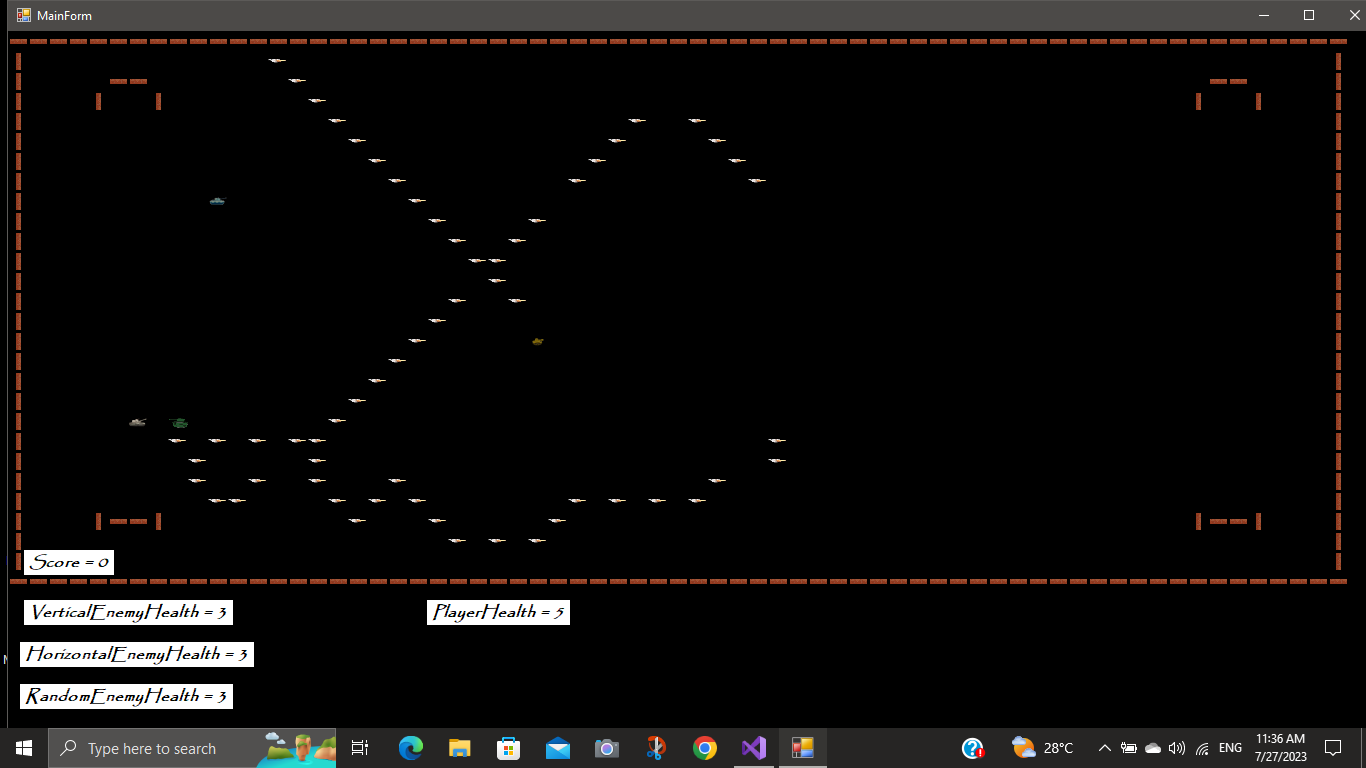 MainForm
Score = 0
VerticalEnemyHealth = 3
PlayerHealth = 5
HorizontalEnemyHealth = 3
RandomEnemyHealth = 3
Type here to search
28°C
ENG
11:36 AM
7/27/2023